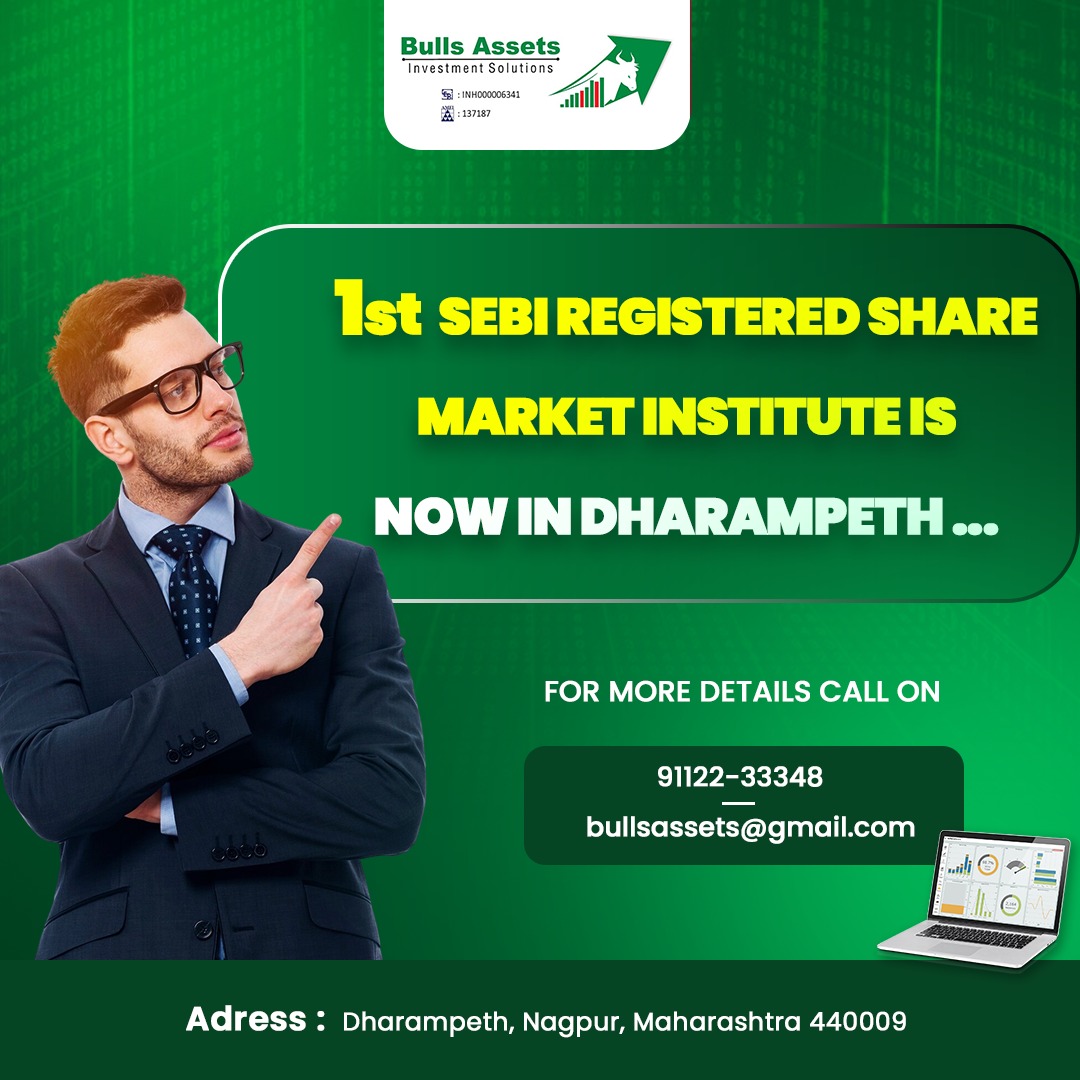 Bulls Assets
Investment Solutions
: INH000006341
: 137187
1st SEBI REGISTERED SHARE
MARKET INSTITUTE IS
NOW IN DHARAMPETH ...
FOR MORE DETAILS CALL ON
91122-33348
bullsassets@gmail.com
Adress : Dharampeth, Nagpur, Maharashtra 440009